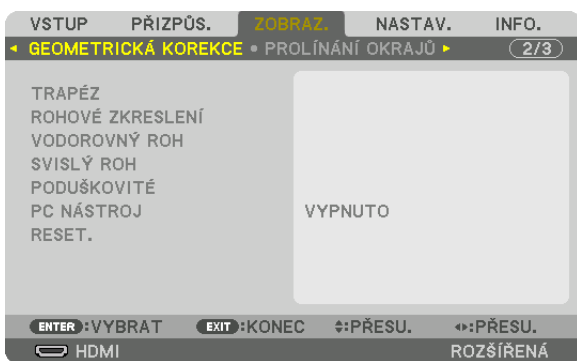 VSTUP PŘIZPŮS. ZOBRAZ. NASTAV. INFO.
GEOMETRICKÁ KOREKCE • PROLÍNÁNÍ OKRAJŮ 2/3
TRAPÉZ
ROHOVÉ ZKRESLENÍ
VODOROVNÝ ROH
SVISLÝ ROH
PODUŠKOVITÉ
PC NÁSTROJ VYPNUTO
RESET.
ENTER :VYBRAT EXIT :KONEC :PŘESU. :PŘESU.
HDMI ROZŠÍŘENÁ